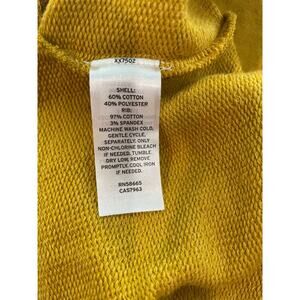 XX7502
SHELL:
60% COTTON
40% POLYESTER
RIB:
97% COTTON
3% SPANDEX
MACHINE WASH COLD,
GENTLE CYCLE,
SEPARATELY. ONLY
NON-CHLORINE BLEACH
IF NEEDED. TUMBLE
DRY LOW, REMOVE
PROMPTLY. COOL IRON
IF NEEDED.
RN58665
CA57963